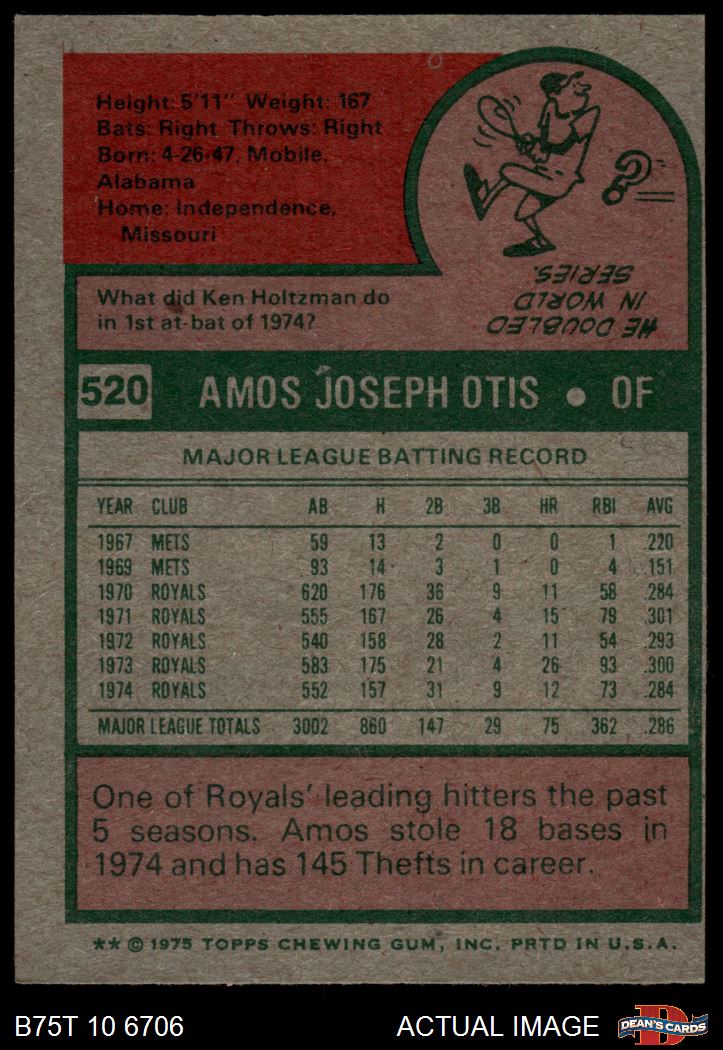 Height: 5'11" Weight: 167
Bats: Right Throws: Right
Born: 4-26-47, Mobile,
Alabama
Home: Independence,
Missouri
?
What did Ken Holtzman do
in 1st at-bat of 1974?
HE DOUBLED
IN WORLD
SERIES.
520 AMOS JOSEPH OTIS • OF
MAJOR LEAGUE BATTING RECORD
YEAR CLUB AB H 2B 3B HR RBI AVG
1967 METS 59 13 2 0 0 1 .220
1969 METS 93 14 3 1 0 4 .151
1970 ROYALS 620 176 36 9 11 58 .284
1971 ROYALS 555 167 26 4 15 79 .301
1972 ROYALS 540 158 28 2 11 54 .293
1973 ROYALS 583 175 21 4 26 93 .300
1974 ROYALS 552 157 31 9 12 73 .284
MAJOR LEAGUE TOTALS 3002 860 147 29 75 362 .286
One of Royals' leading hitters the past
5 seasons. Amos stole 18 bases in
1974 and has 145 Thefts in career.
** © 1975 TOPPS CHEWING GUM, INC. PRTD IN U.S.A.
B75T 10 6706 ACTUAL IMAGE D DEAN'S CARDS